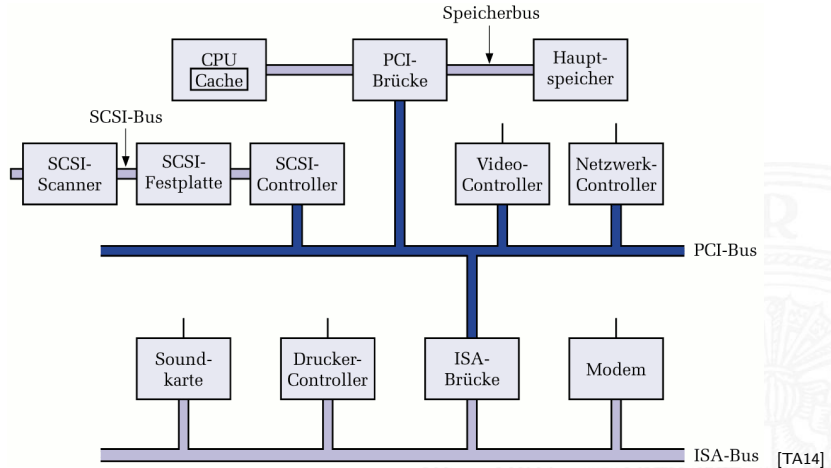 Speicherbus
CPU
Cache
PCI-
Brücke
Haupt-
speicher
SCSI-Bus
SCSI-
Scanner
SCSI-
Festplatte
SCSI-
Controller
Video-
Controller
Netzwerk-
Controller
PCI-Bus
Sound-
karte
Drucker-
Controller
ISA-
Brücke
Modem
ISA-Bus
[TA14]